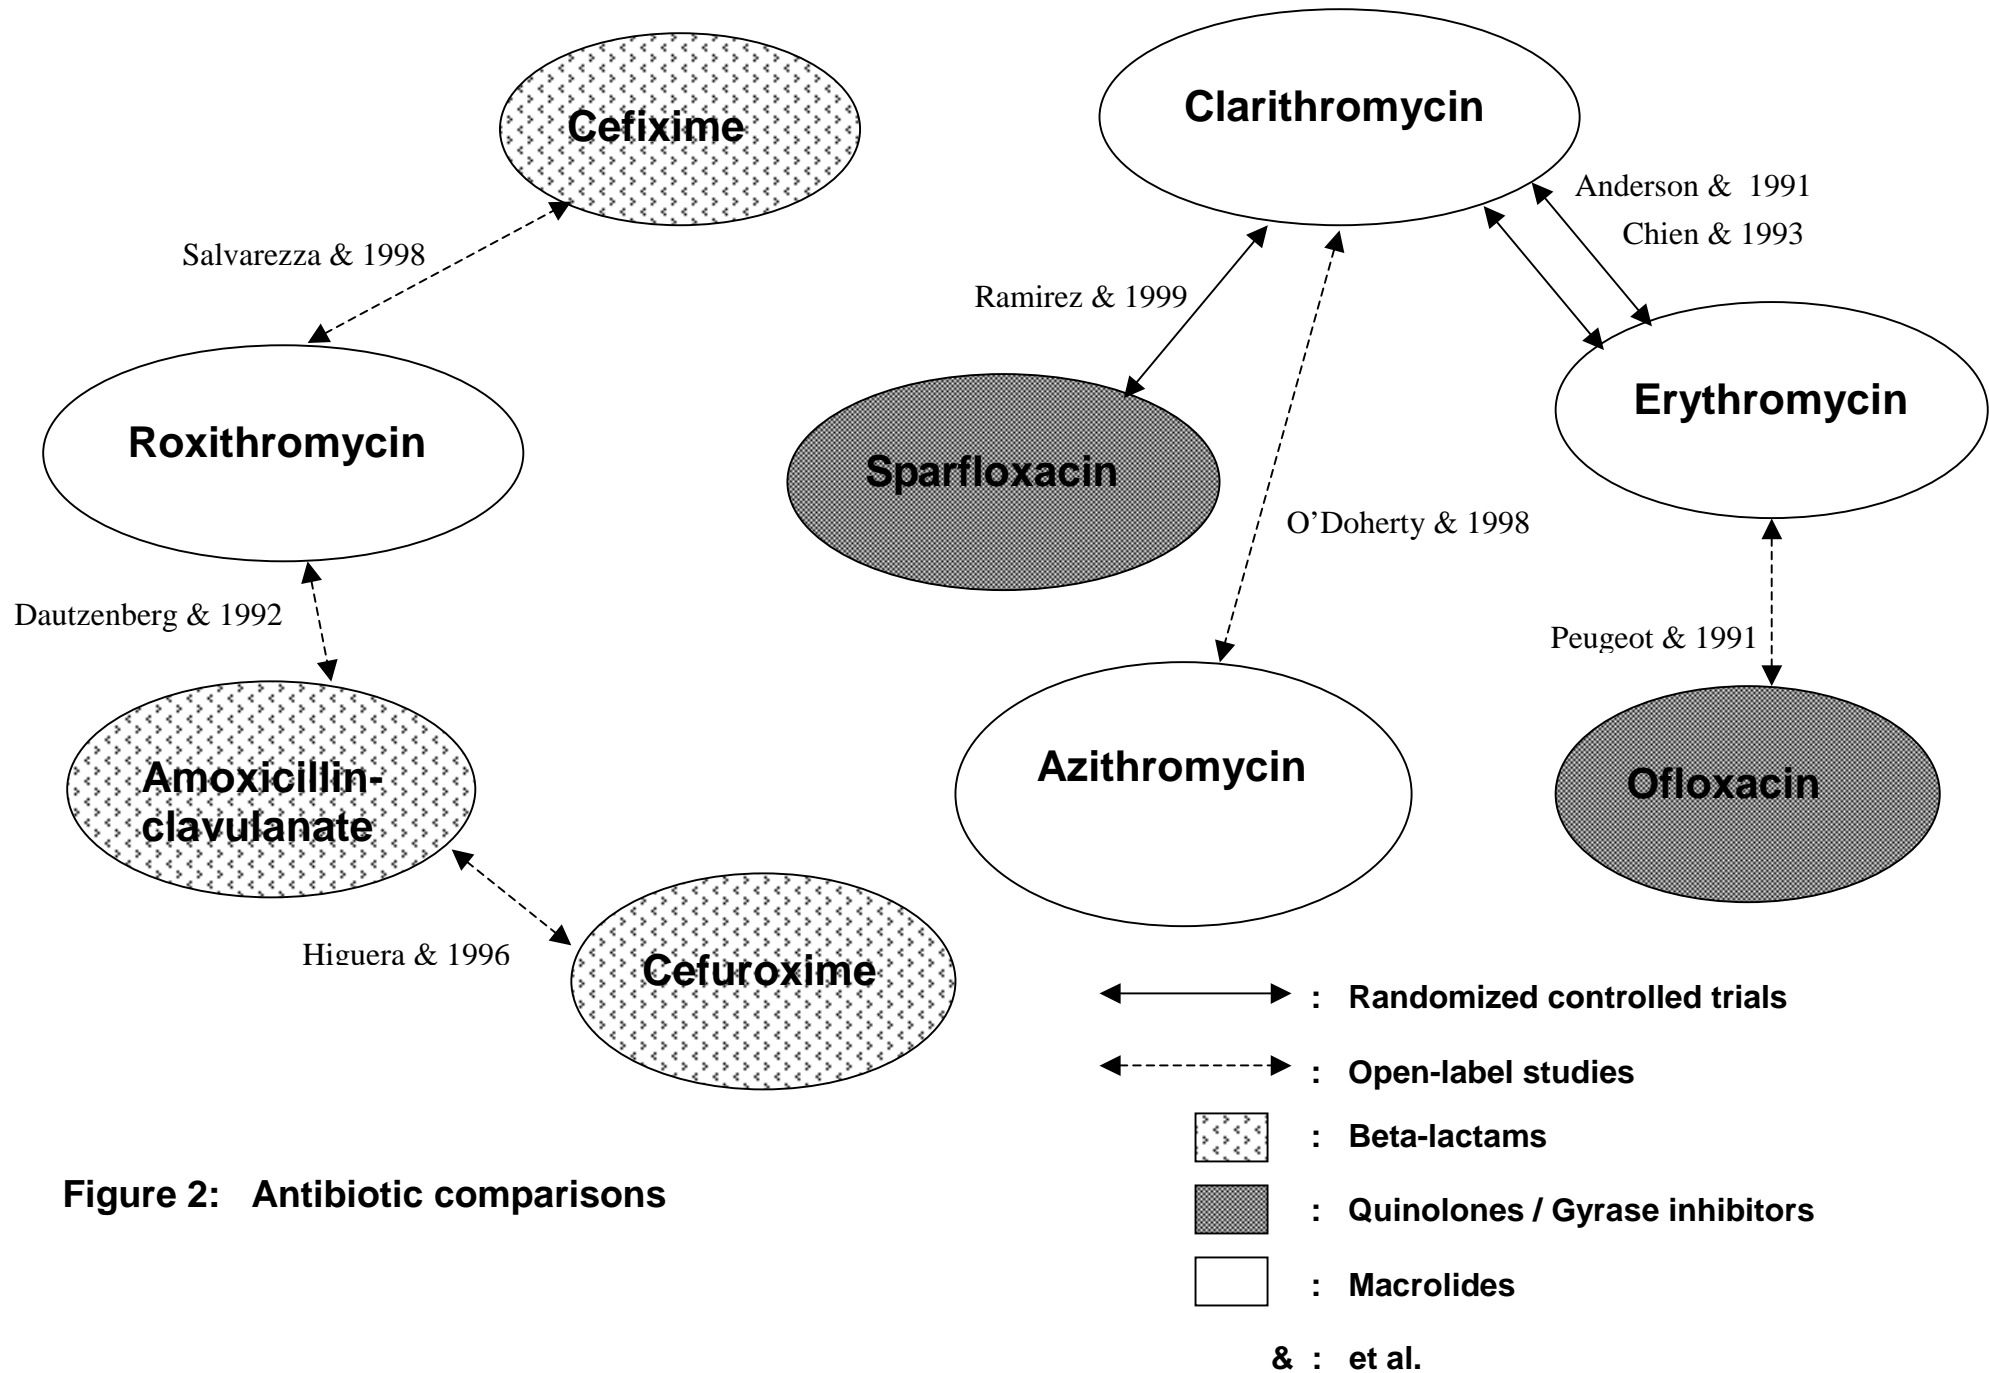 Cefixime
Clarithromycin
Anderson & 1991
Chien & 1993
Salvarezza & 1998
Ramirez & 1999
Erythromycin
Roxithromycin
Sparfloxacin
O’Doherty & 1998
Dautzenberg & 1992
Peugeot & 1991
Amoxicillin-
clavulanate
Azithromycin
Ofloxacin
Higuera & 1996
Cefuroxime
: Randomized controlled trials
: Open-label studies
: Beta-lactams
Figure 2: Antibiotic comparisons
: Quinolones / Gyrase inhibitors
: Macrolides
& : et al.